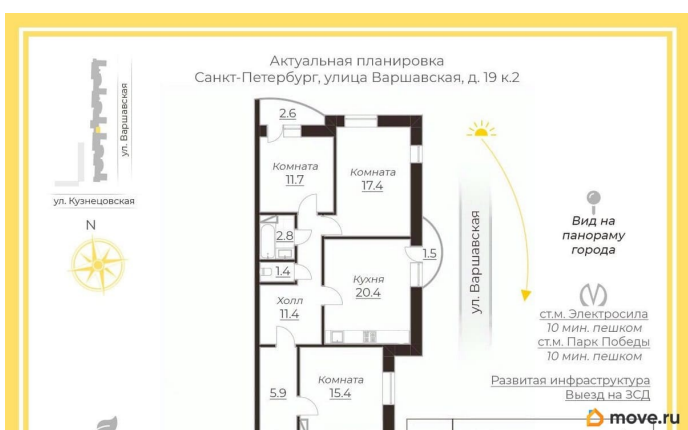 Актуальная планировка
Санкт-Петербург, улица Варшавская, д. 19 к.2
ул. Варшавская
ул. Кузнецовская
N
2.6
Комната
11.7
Комната
17.4
2.8
1.4
Кухня
20.4
1.5
Холл
11.4
5.9
Комната
15.4
ул. Варшавская
Вид на
панораму
города
ст.м. Электросила
10 мин. пешком
ст.м. Парк Победы
10 мин. пешком
Развитая инфраструктура
Выезд на ЗСД
move.ru